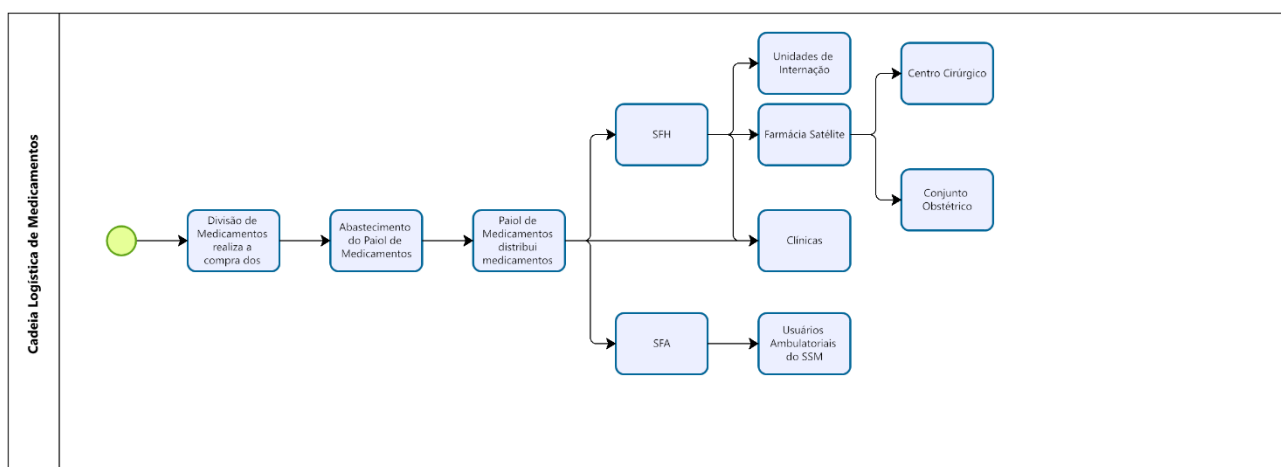 Cadeia Logística de Medicamentos
Divisão de
Medicamentos
realiza a
compra dos
Abastecimento
do Paiol de
Medicamentos
Paiol de
Medicamentos
distribui
medicamentos
SFH
SFA
Unidades de
Internação
Farmácia Satélite
Clínicas
Usuários
Ambulatoriais
do SSM
Centro Cirúrgico
Conjunto
Obstétrico